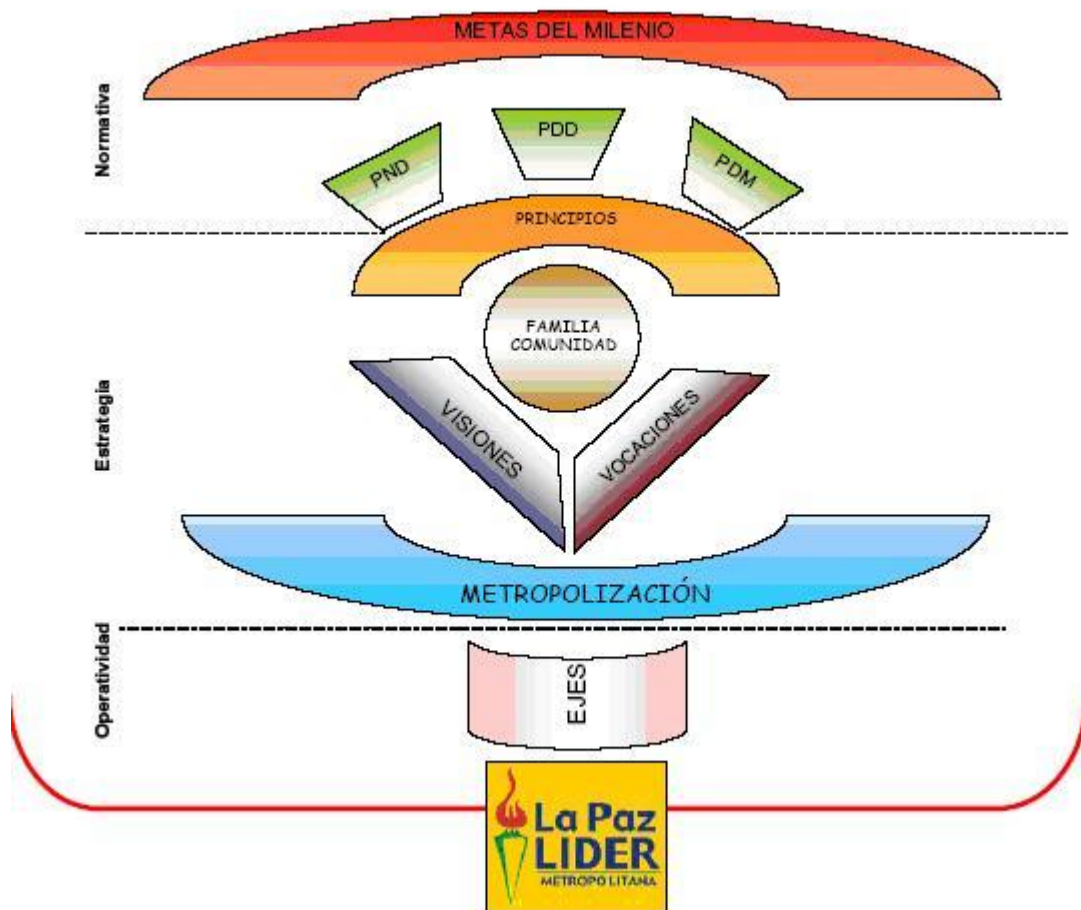 METAS DEL MILENIO
Normativa
PND
PDD
PDM
PRINCIPIOS
FAMILIA
COMUNIDAD
Estrategia
VISIONES
VOCACIONES
METROPOLIZACIÓN
Operatividad
EJES
La Paz
LIDER
METROPOLITANA